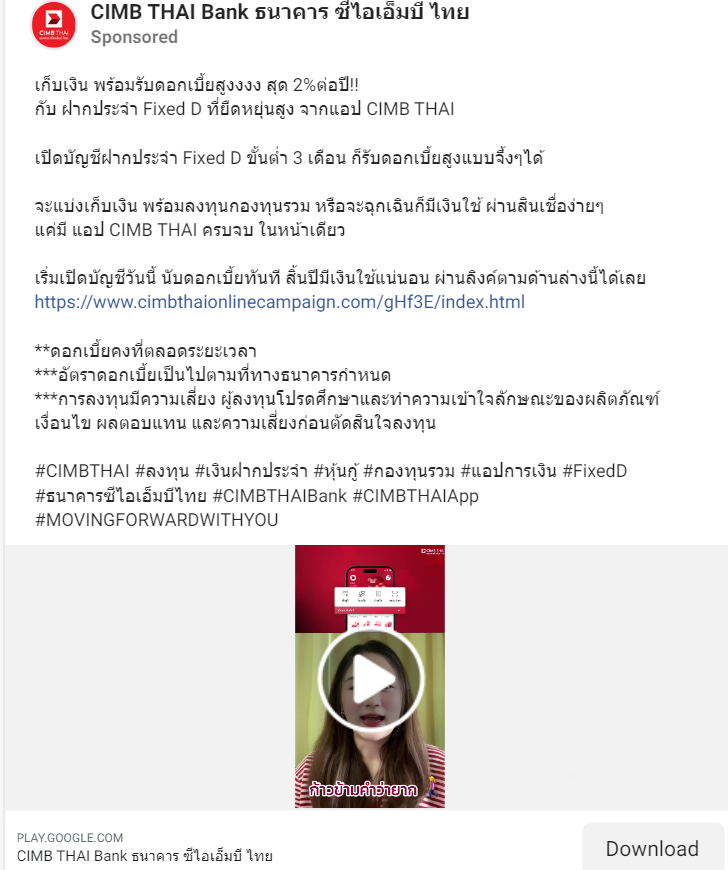 CIMB THAI Bank ธนาคาร ซีไอเอ็มบี ไทย
CIMB THAI
Sponsored
เก็บเงิน พร้อมรับดอกเบี้ยสูงงงง สุด 2%ต่อปี!!
กับ ฝากประจำ Fixed D ที่ยืดหยุ่นสูง จากแอป CIMB THAI
เปิดบัญชีฝากประจำ Fixed D ขั้นต่ำ 3 เดือน ก็รับดอกเบี้ยสูงแบบจึ้งๆได้
จะแบ่งเก็บเงิน พร้อมลงทุนกองทุนรวม หรือจะฉุกเฉินก็มีเงินใช้ ผ่านสินเชื่อง่ายๆ
แค่มี แอป CIMB THAI ครบจบ ในหน้าเดียว
เริ่มเปิดบัญชีวันนี้ นับดอกเบี้ยทันที สิ้นปีมีเงินใช้แน่นอน ผ่านลิงค์ตามด้านล่างนี้ได้เลย
https://www.cimbthaionlinecampaign.com/gHf3E/index.html
**ดอกเบี้ยคงที่ตลอดระยะเวลา
***อัตราดอกเบี้ยเป็นไปตามที่ทางธนาคารกำหนด
***การลงทุนมีความเสี่ยง ผู้ลงทุนโปรดศึกษาและทำความเข้าใจลักษณะของผลิตภัณฑ์
เงื่อนไข ผลตอบแทน และความเสี่ยงก่อนตัดสินใจลงทุน
#CIMBTHAI #ลงทุน #เงินฝากประจำ #หุ้นกู้ #กองทุนรวม #แอปการเงิน #FixedD
#ธนาคารซีไอเอ็มบีไทย #CIMBTHAIBank #CIMBTHAIApp
#MOVINGFORWARDWITHYOU
CIMB THAI
ก้าวข้ามคำว่ายาก
PLAY.GOOGLE.COM
CIMB THAI Bank ธนาคาร ซีไอเอ็มบี ไทย
Download